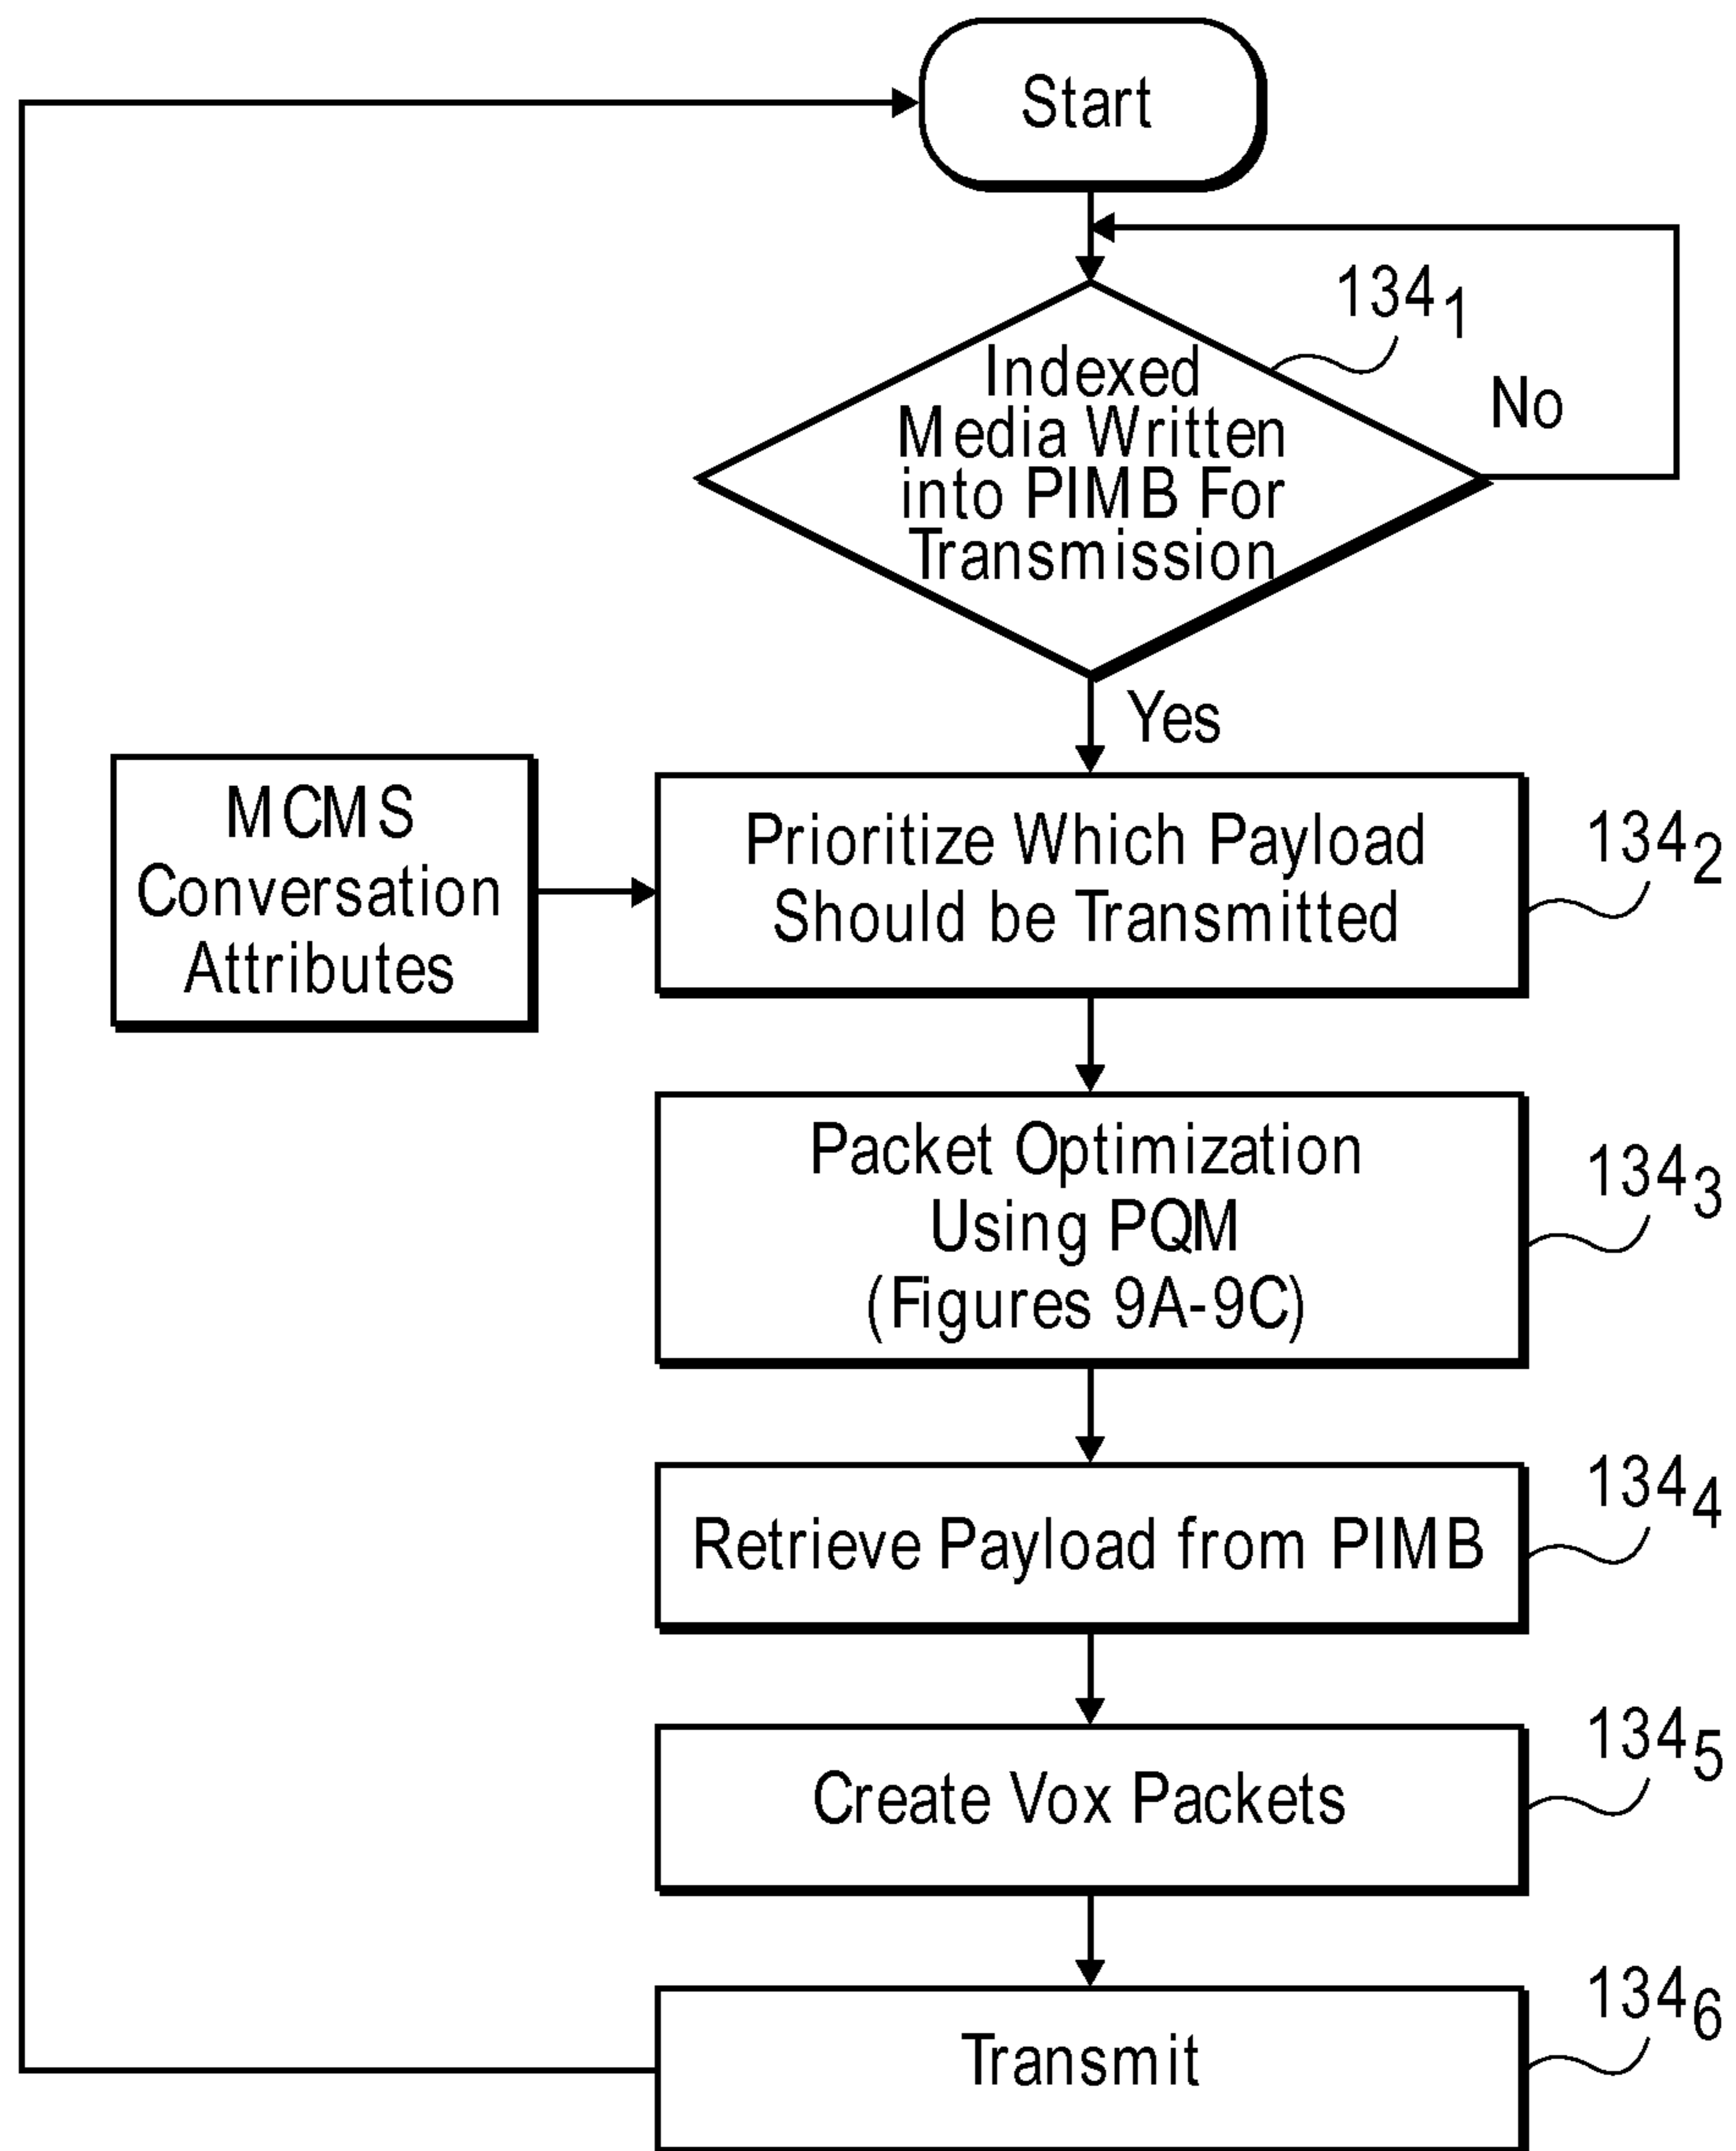 Start
134₁
Indexed
Media Written
into PIMB For
Transmission
No
Yes
MCMS
Conversation
Attributes
Prioritize Which Payload
Should be Transmitted
134₂
Packet Optimization
Using PQM
(Figures 9A-9C)
134₃
Retrieve Payload from PIMB
134₄
Create Vox Packets
134₅
Transmit
134₆